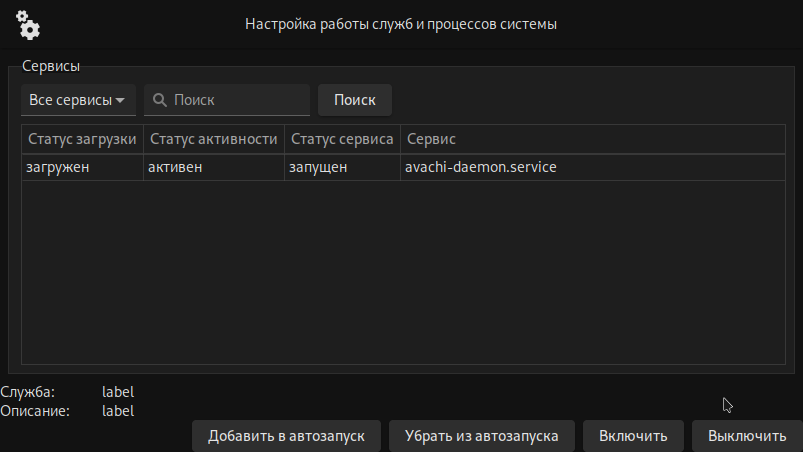 Настройка работы служб и процессов системы
Сервисы
Все сервисы Поиск Поиск
Статус загрузки Статус активности Статус сервиса Сервис
загружен активен запущен avachi-daemon.service
Служба: label
Описание: label
Добавить в автозапуск Убрать из автозапуска Включить Выключить